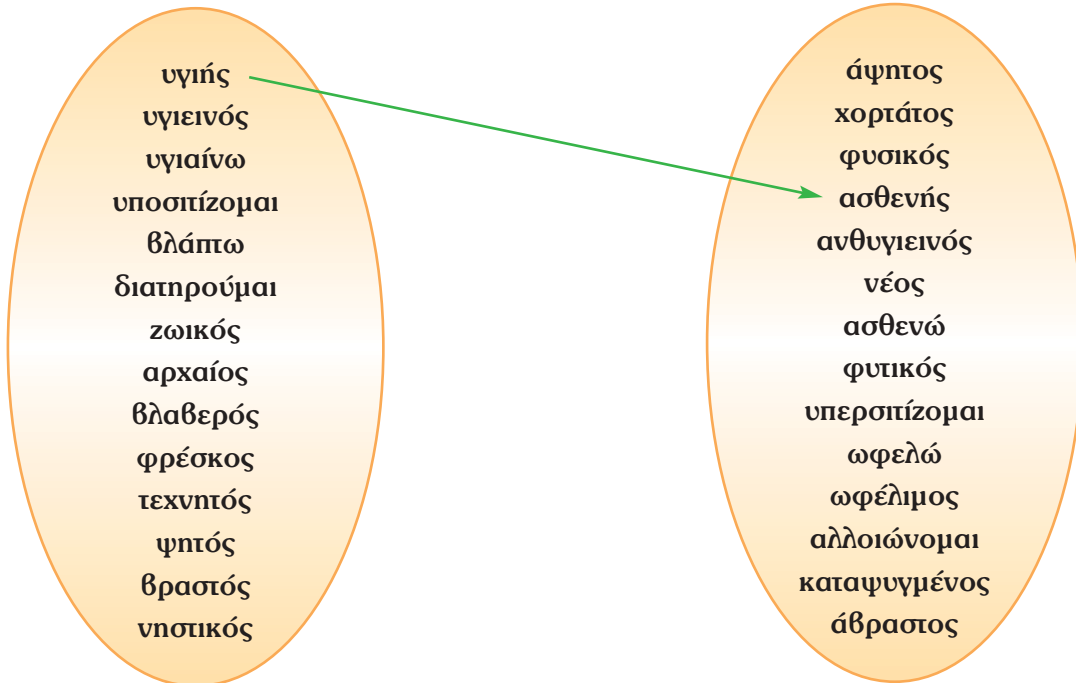 υγιής
υγιεινός
υγιαίνω
υποσιτίζομαι
βλάπτω
διατηρούμαι
ζωικός
αρχαίος
βλαβερός
φρέσκος
τεχνητός
ψητός
βραστός
νηστικός
άψητος
χορτάτος
φυσικός
ασθενής
ανθυγιεινός
νέος
ασθενώ
φυτικός
υπερσιτίζομαι
ωφελώ
ωφέλιμος
αλλοιώνομαι
καταψυγμένος
άβραστος